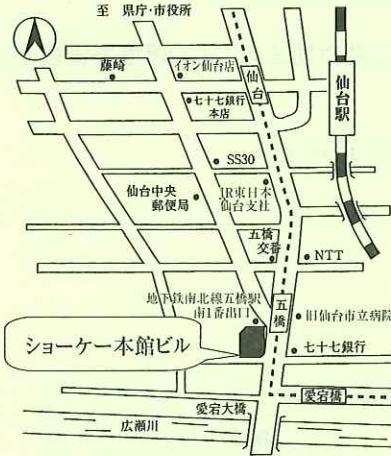 至 県庁・市役所
藤崎
イオン仙台店
仙台
七十七銀行
本店
仙台駅
SS30
仙台中央
郵便局
JR東日本
仙台支社
五橋
交番
NTT
地下鉄南北線五橋駅
南1番出口
五橋
旧仙台市立病院
ショーケー本館ビル
七十七銀行
愛宕橋
愛宕大橋
広瀬川